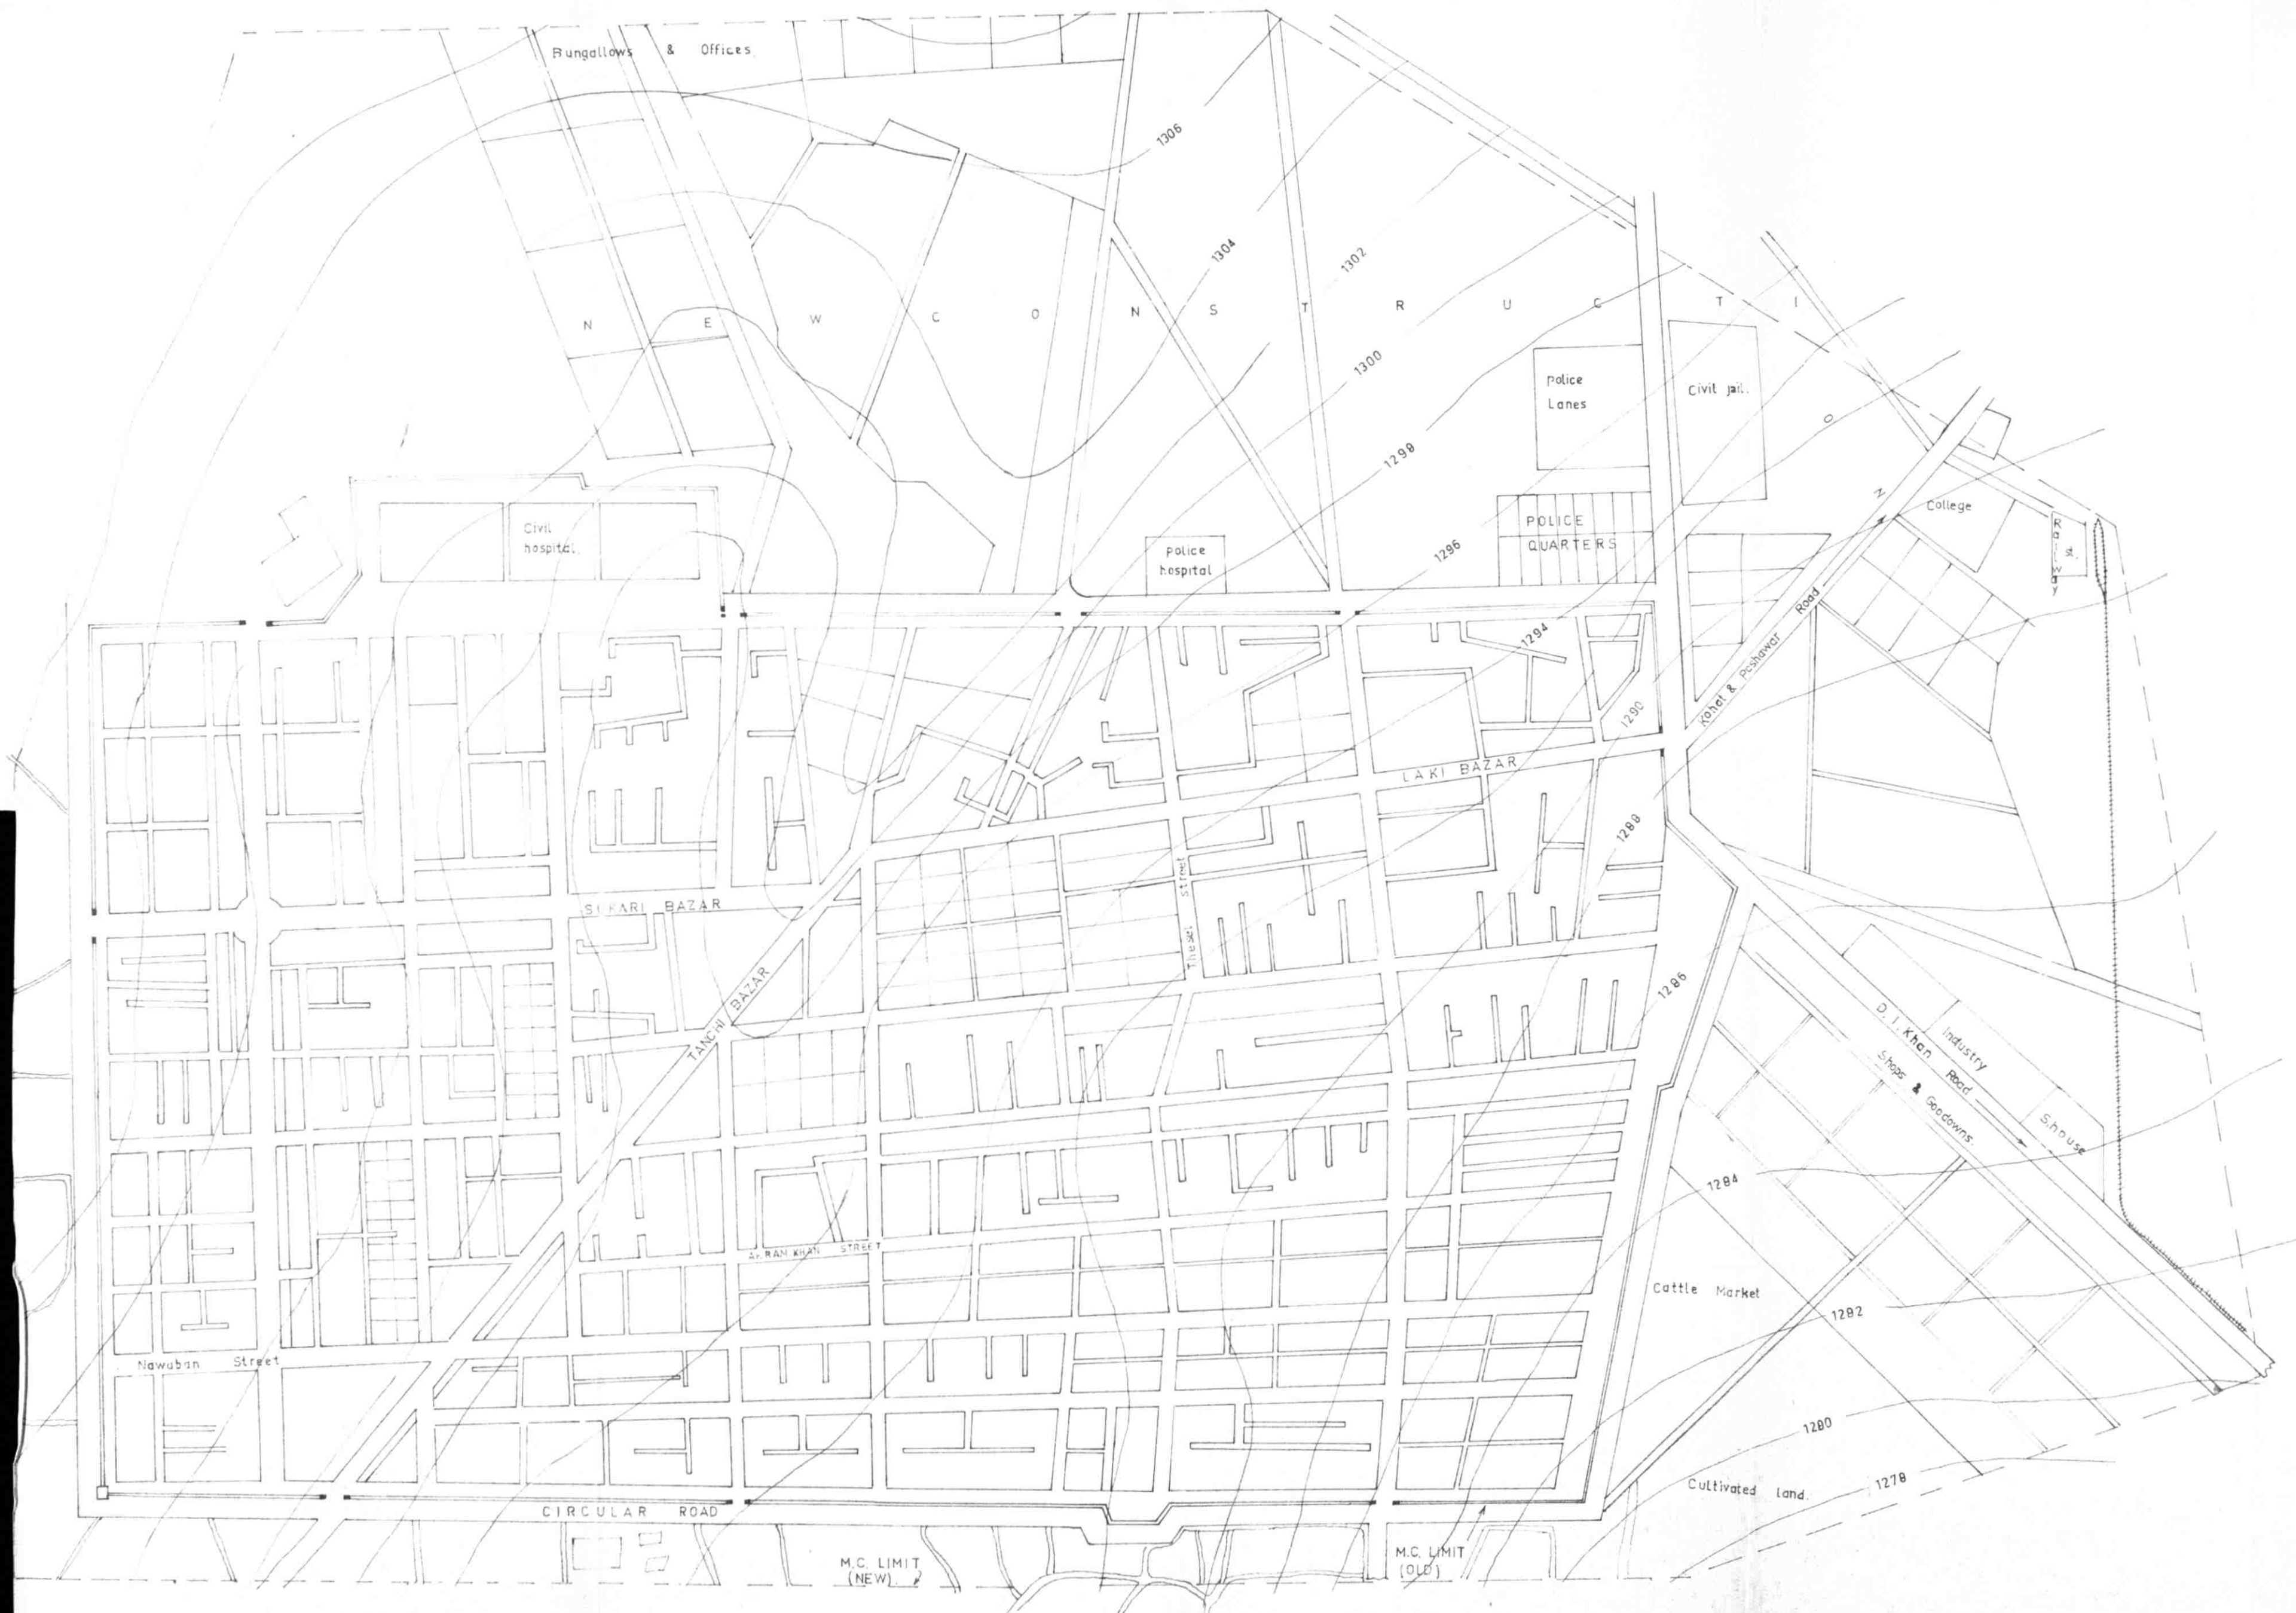 Bungallows & Offices
1306
1304
1302
N E W C O N S T R U C T I O N
1300
Police
Lanes
Civil jail.
1298
College
Railway
st.
Civil
hospital.
Police
hospital
POLICE
QUARTERS
1296
Kohat & Peshawar Road
1294
1290
LAKI BAZAR
1288
Thesel street
BAZAR
TANCHI BAZAR
1286
D.I. Khan Road
Industry
Shops & Goodowns.
S.house
1284
AKRAM KHAN STREET
Cattle Market
1282
Nawaban Street
1280
Cultivated land.
1278
CIRCULAR ROAD
M.C. LIMIT
(NEW).
M.C. LIMIT
(OLD)